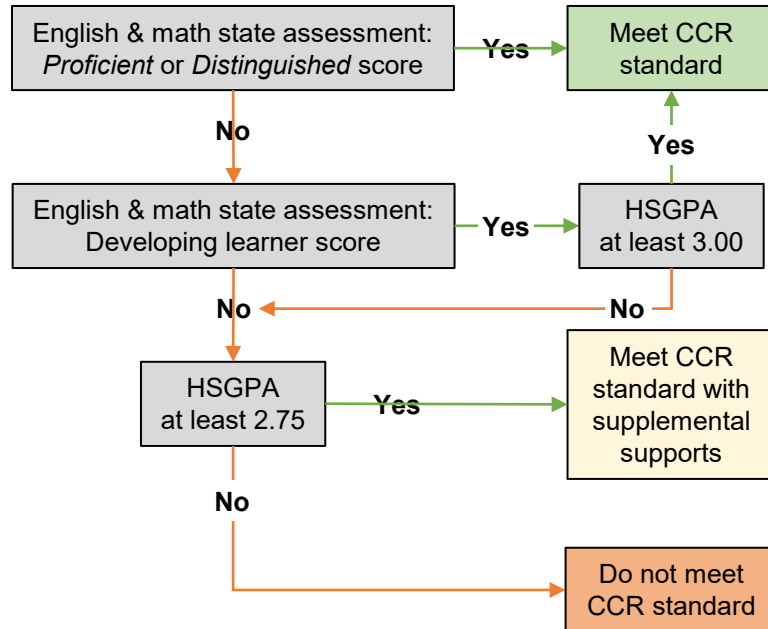 English & math state assessment:
Proficient or Distinguished score
Yes
Meet CCR
standard
No
Yes
English & math state assessment:
Developing learner score
Yes
HSGPA
at least 3.00
No
No
HSGPA
at least 2.75
Yes
Meet CCR
standard with
supplemental
supports
No
Do not meet
CCR standard